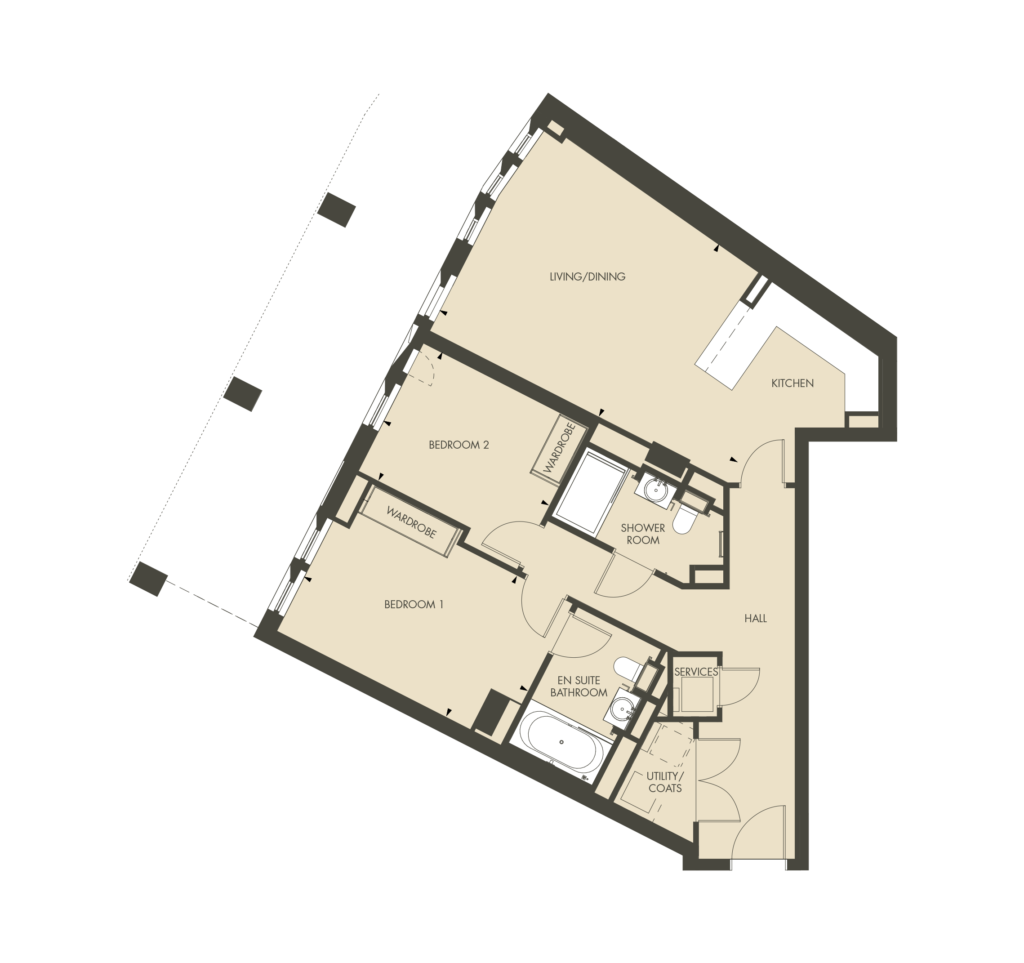 LIVING/DINING
KITCHEN
BEDROOM 2
WARDROBE
WARDROBE
SHOWER
ROOM
BEDROOM 1
HALL
SERVICES
EN SUITE
BATHROOM
UTILITY/
COATS